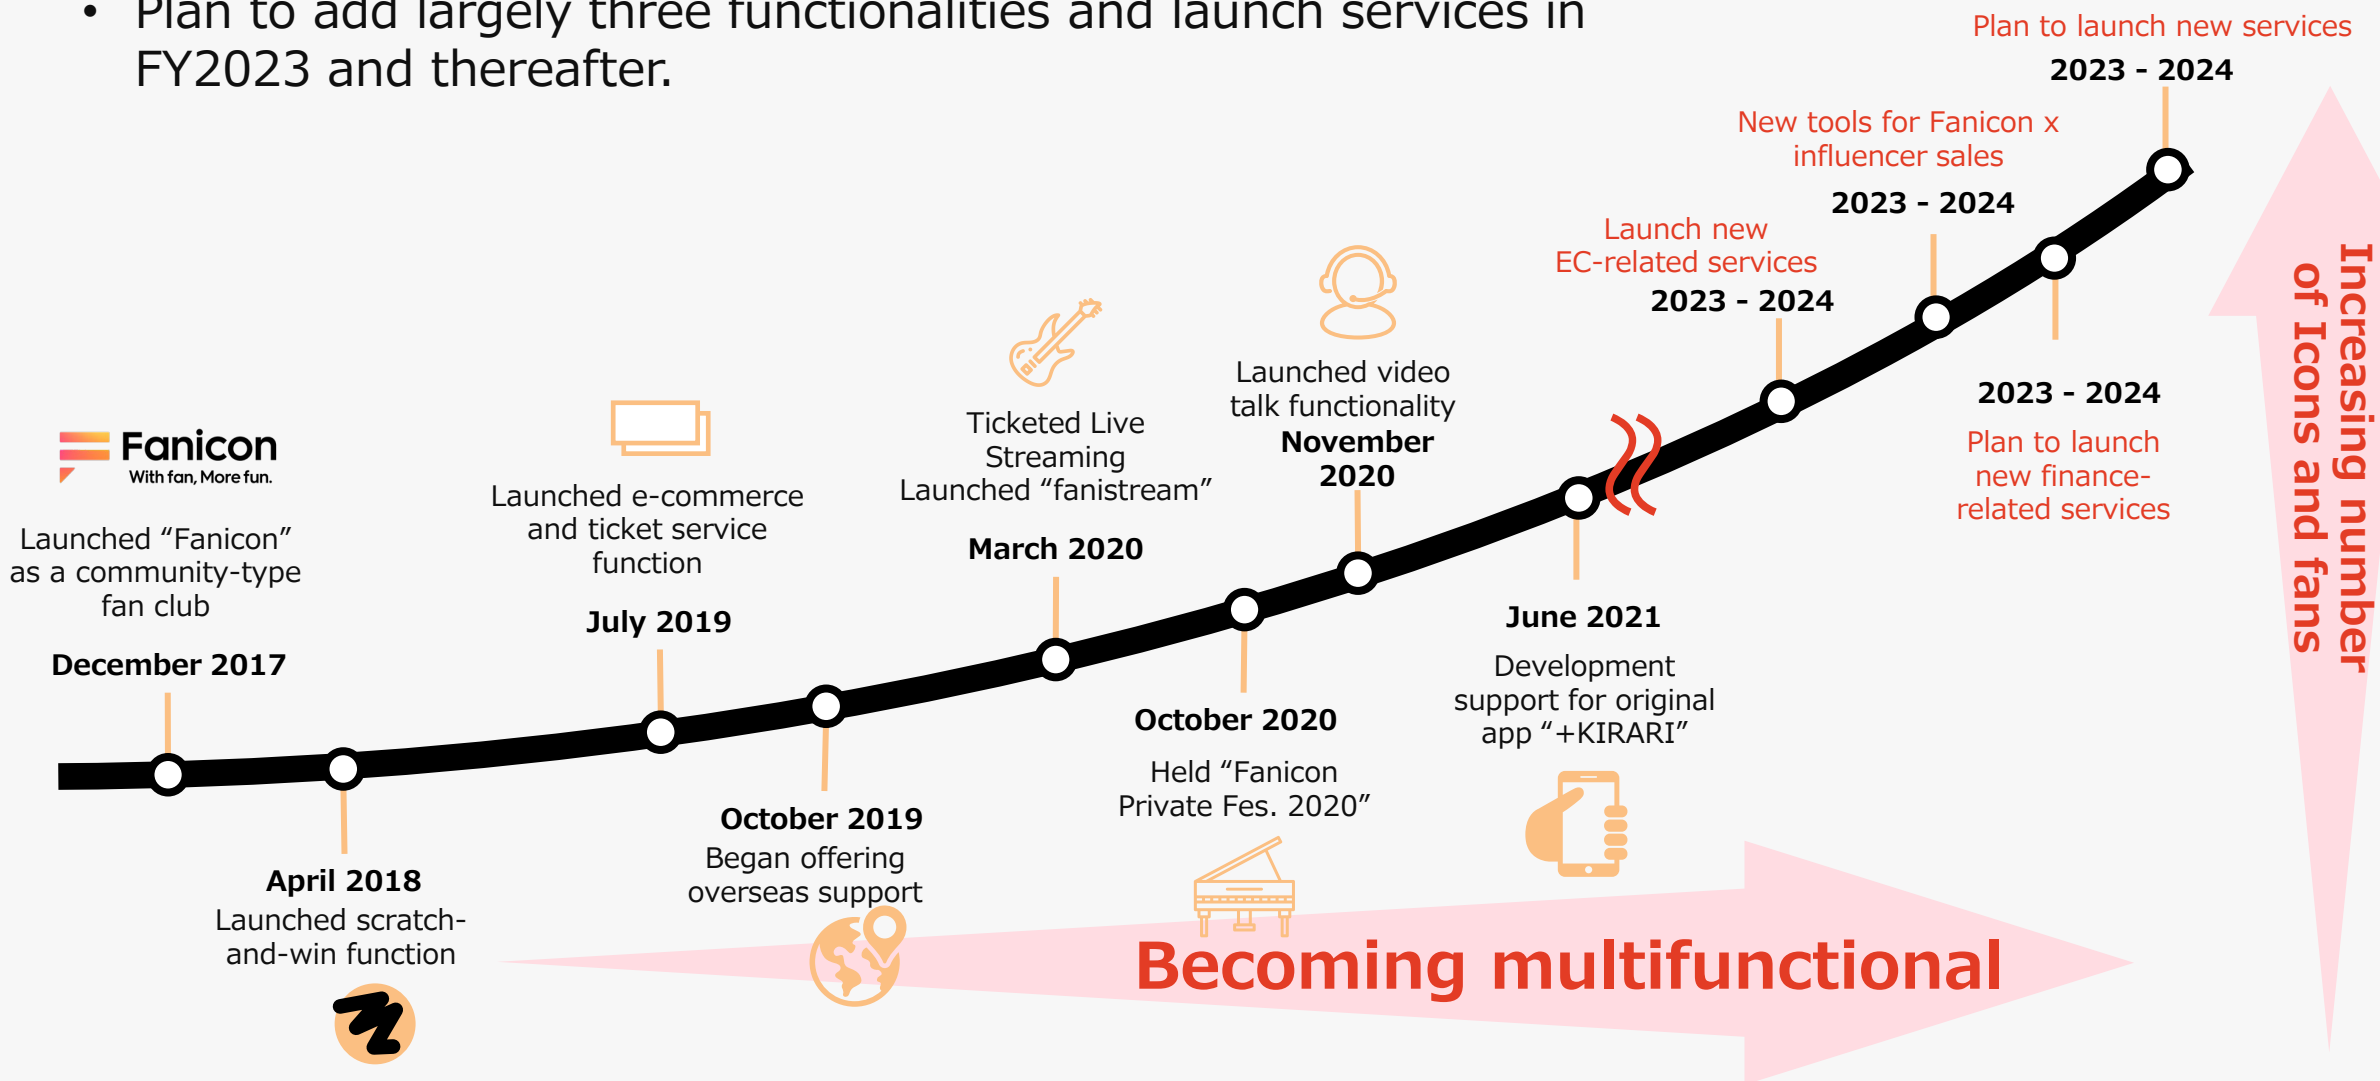 • Plan to add largely three functionalities and launch services in
FY2023 and thereafter.
Fanicon
With fan, More fun.
Launched “Fanicon”
as a community-type
fan club
December 2017
April 2018
Launched scratch-
and-win function
Launched e-commerce
and ticket service
function
July 2019
October 2019
Began offering
overseas support
Ticketed Live
Streaming
Launched “fanistream”
March 2020
October 2020
Held “Fanicon
Private Fes. 2020”
Launched video
talk functionality
November
2020
June 2021
Development
support for original
app “+KIRARI”
Launch new
EC-related services
2023 - 2024
New tools for Fanicon x
influencer sales
2023 - 2024
2023 - 2024
Plan to launch
new finance-
related services
Plan to launch new services
2023 - 2024
Increasing number
of Icons and fans
Becoming multifunctional